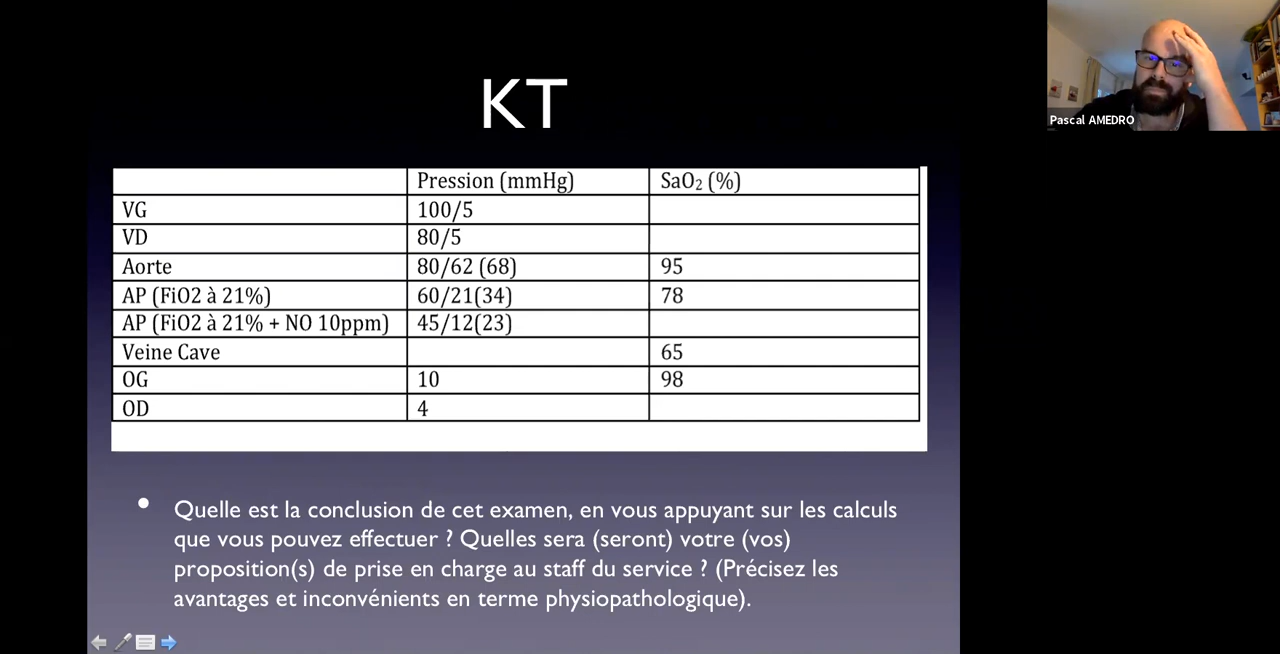 KT
Pascal AMEDRO
Pression (mmHg) SaO₂ (%)
VG 100/5
VD 80/5
Aorte 80/62 (68) 95
AP (FiO2 à 21%) 60/21(34) 78
AP (FiO2 à 21% + NO 10ppm) 45/12(23)
Veine Cave 65
OG 10 98
OD 4
• Quelle est la conclusion de cet examen, en vous appuyant sur les calculs
que vous pouvez effectuer ? Quelles sera (seront) votre (vos)
proposition(s) de prise en charge au staff du service ? (Précisez les
avantages et inconvénients en terme physiopathologique).